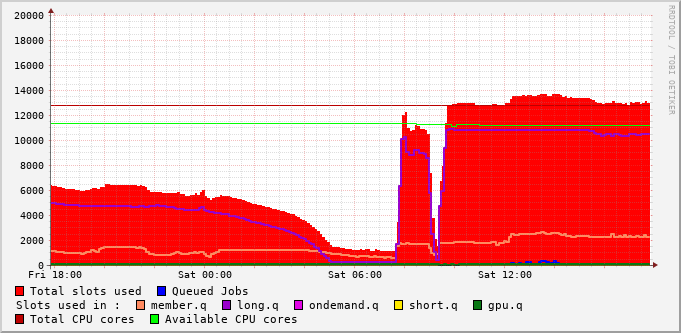 RRDTOOL / TOBI OETIKER
20000
18000
16000
14000
12000
10000
8000
6000
4000
2000
0
Fri 18:00 Sat 00:00 Sat 06:00 Sat 12:00
Total slots used Queued Jobs
Slots used in : member.q long.q ondemand.q short.q gpu.q
Total CPU cores Available CPU cores